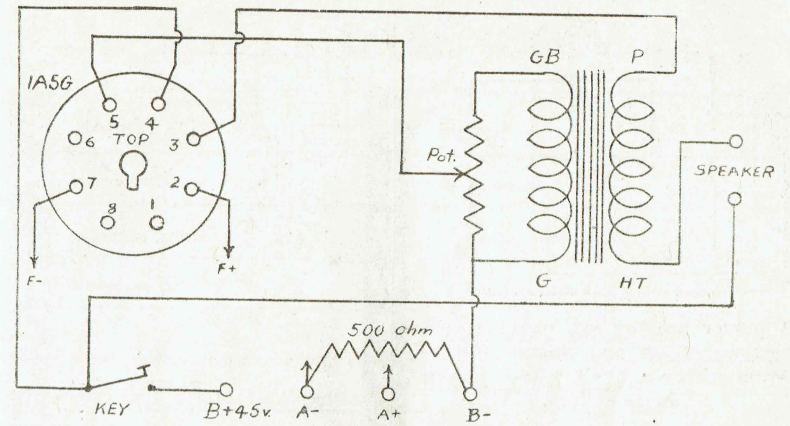 1A5G
GB
P
5
4
6
TOP
3
Pot.
7
2
SPEAKER
8
1
F-
F+
G
HT
500 ohm
KEY
B+45v.
A-
A+
B-